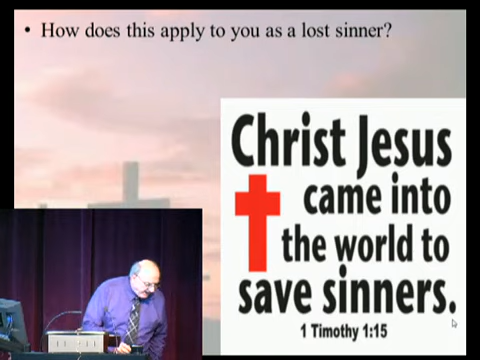 • How does this apply to you as a lost sinner?
Christ Jesus
came into
the world to
save sinners.
1 Timothy 1:15